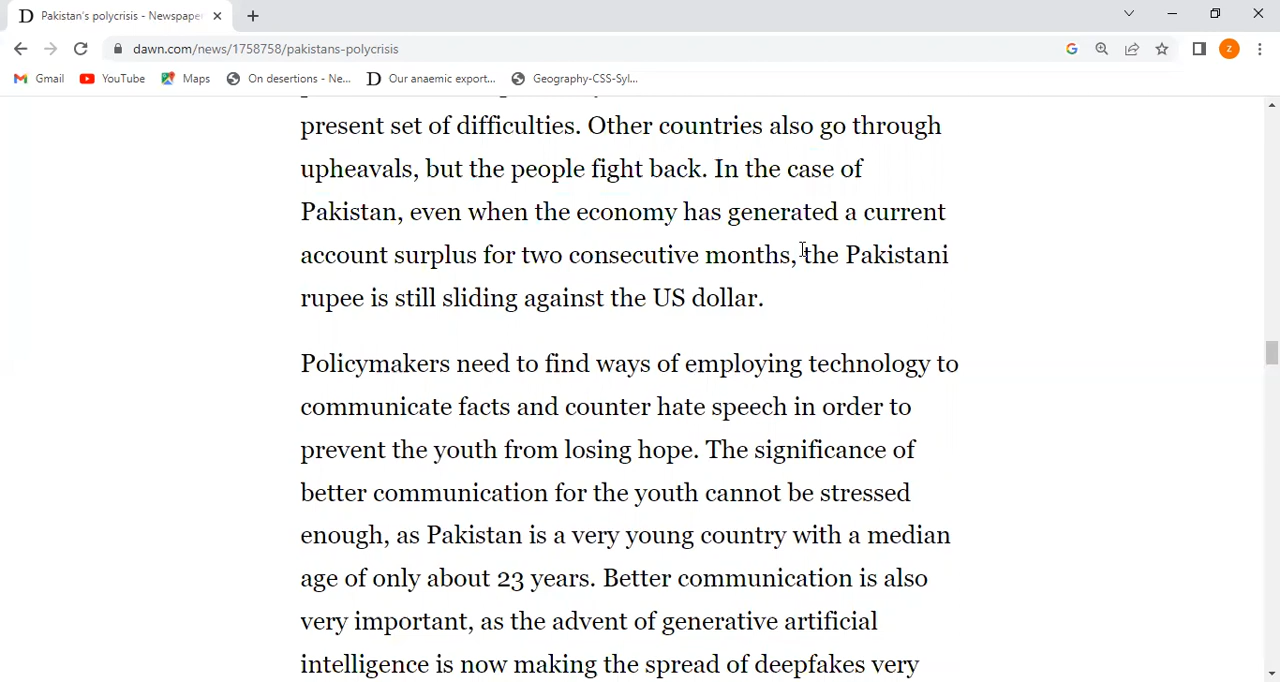 D Pakistan's polycrisis - Newspaper
dawn.com/news/1758758/pakistans-polycrisis
G
z
Gmail YouTube Maps On desertions - Ne... D Our anaemic export... Geography-CSS-Syl...
present set of difficulties. Other countries also go through
upheavals, but the people fight back. In the case of
Pakistan, even when the economy has generated a current
account surplus for two consecutive months, the Pakistani
rupee is still sliding against the US dollar.
Policymakers need to find ways of employing technology to
communicate facts and counter hate speech in order to
prevent the youth from losing hope. The significance of
better communication for the youth cannot be stressed
enough, as Pakistan is a very young country with a median
age of only about 23 years. Better communication is also
very important, as the advent of generative artificial
intelligence is now making the spread of deepfakes very